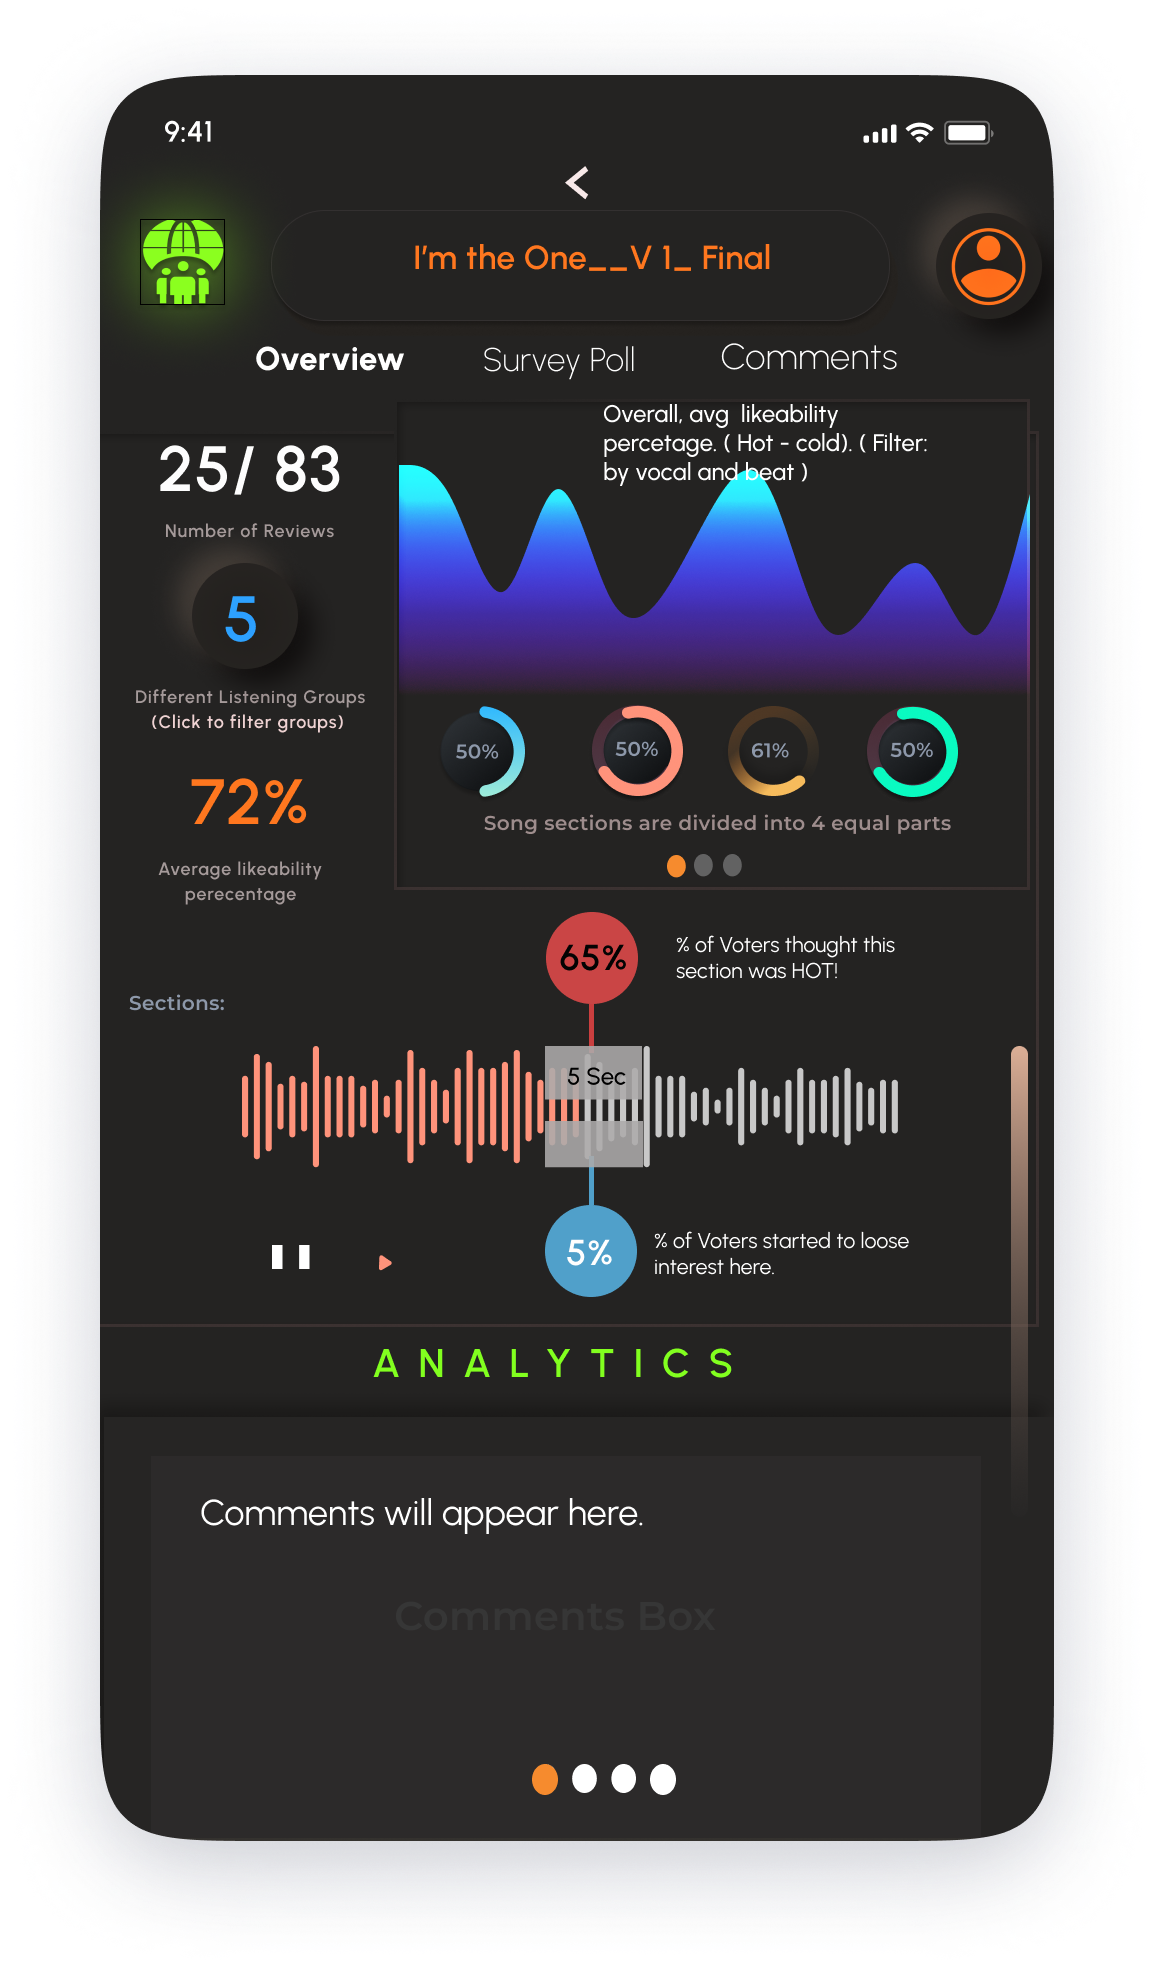 9:41
I'm the One__V 1_ Final
Overview
Survey Poll
Comments
Overall, avg likeability
percetage. ( Hot - cold). ( Filter:
by vocal and beat )
25/ 83
Number of Reviews
5
Different Listening Groups
(Click to filter groups)
72%
Average likeability
perecentage
50%
50%
61%
50%
Song sections are divided into 4 equal parts
65%
% of Voters thought this
section was HOT!
Sections:
5 Sec
5%
% of Voters started to loose
interest here.
ANALYTICS
Comments will appear here.
Comments Box